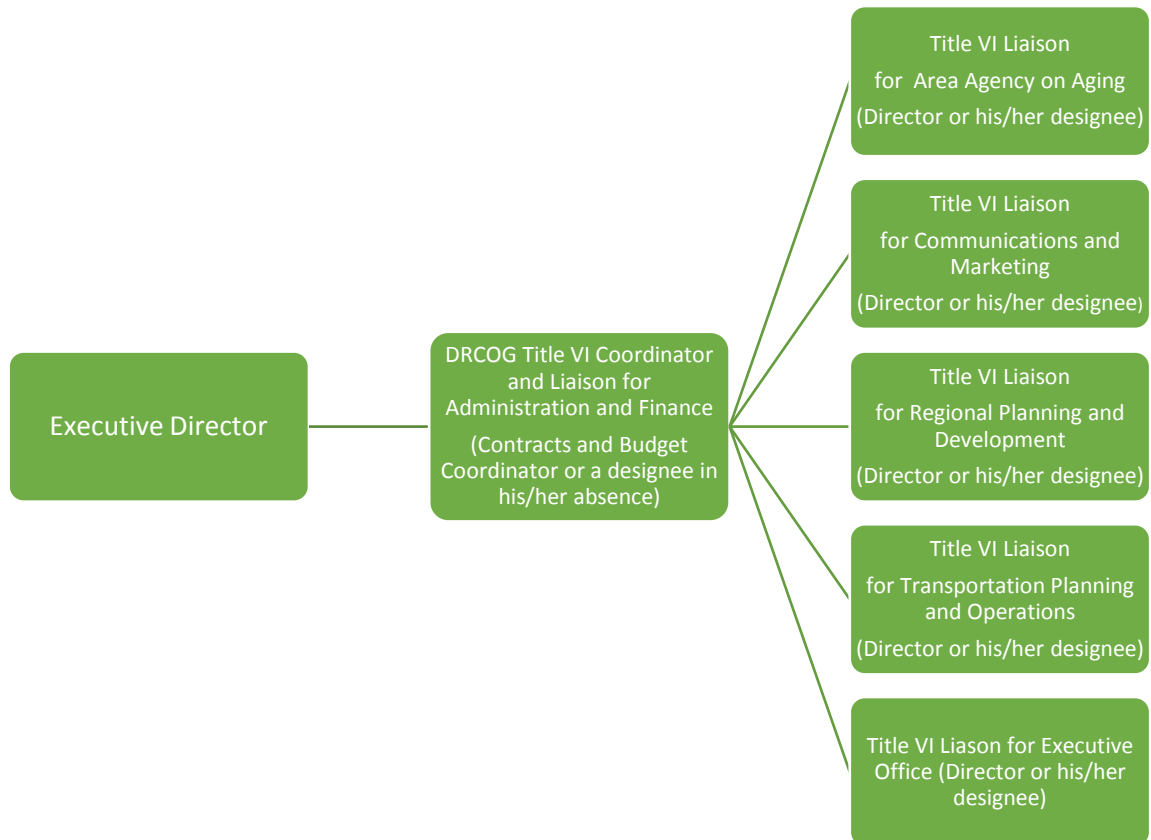 Executive Director
DRCOG Title VI Coordinator
and Liaison for
Administration and Finance
(Contracts and Budget
Coordinator or a designee in
his/her absence)
Title VI Liaison
for Area Agency on Aging
(Director or his/her designee)
Title VI Liaison
for Communications and
Marketing
(Director or his/her designee)
Title VI Liaison
for Regional Planning and
Development
(Director or his/her designee)
Title VI Liaison
for Transportation Planning
and Operations
(Director or his/her designee)
Title VI Liason for Executive
Office (Director or his/her
designee)